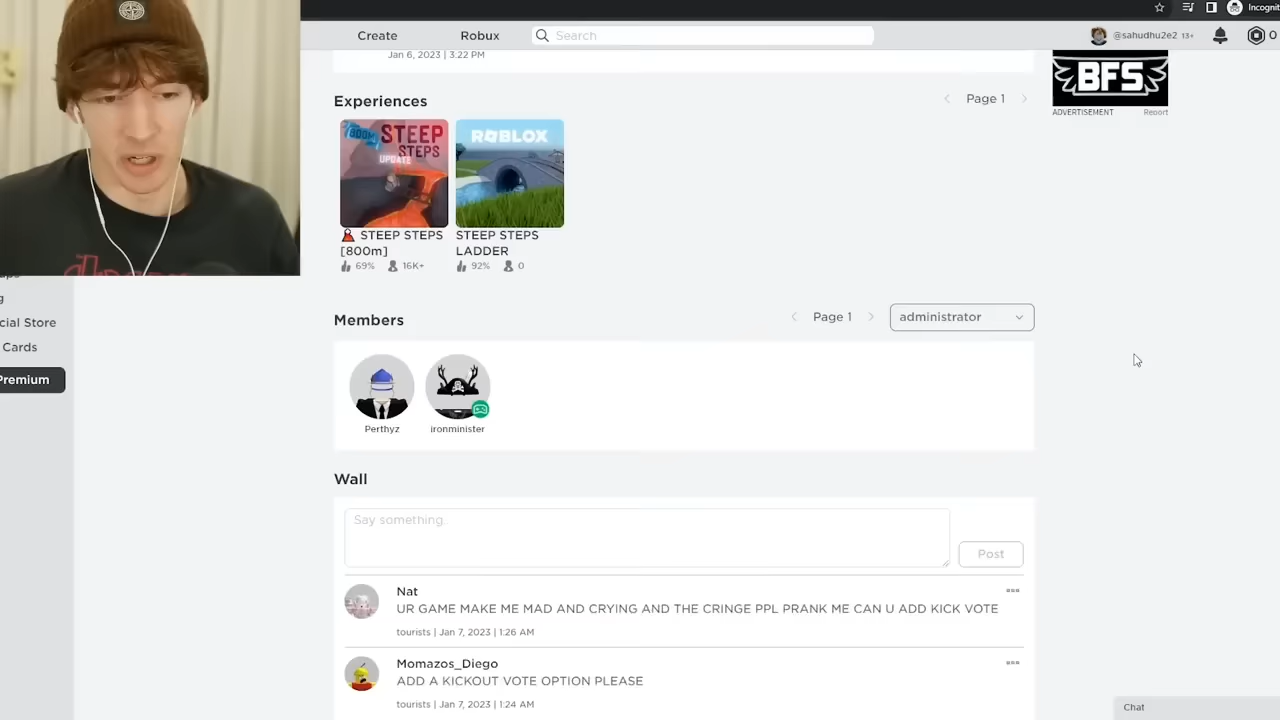 Incognit
Create
Robux
Search
@sahudhu2e2 13+
0
Jan 6, 2023 | 3:22 PM
BFS
ADVERTISEMENT
Report
Experiences
Page 1
800M STEEP STEPS
UPDATE
ROBLOX
STEEP STEPS
[800m]
69% 16K+
STEEP STEPS
LADDER
92% 0
cial Store
Cards
Premium
Members
Page 1
administrator
Perthyz
ironminister
Wall
Say something..
Post
Nat
UR GAME MAKE ME MAD AND CRYING AND THE CRINGE PPL PRANK ME CAN U ADD KICK VOTE
tourists | Jan 7, 2023 | 1:26 AM
Momazos_Diego
ADD A KICKOUT VOTE OPTION PLEASE
tourists | Jan 7, 2023 | 1:24 AM
Chat